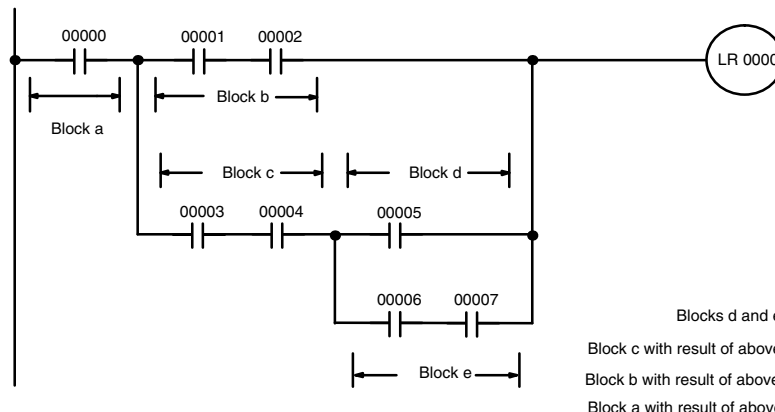 00000
00001
00002
LR 0000
Block a
Block b
Block c
Block d
00003
00004
00005
00006
00007
Block e
Blocks d and e
Block c with result of above
Block b with result of above
Block a with result of above